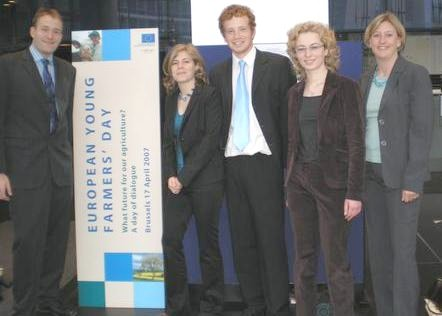 EUROPEAN YOUNG
FARMERS' DAY
What future for our agriculture?
A day of dialogue
Brussels 17 April 2007